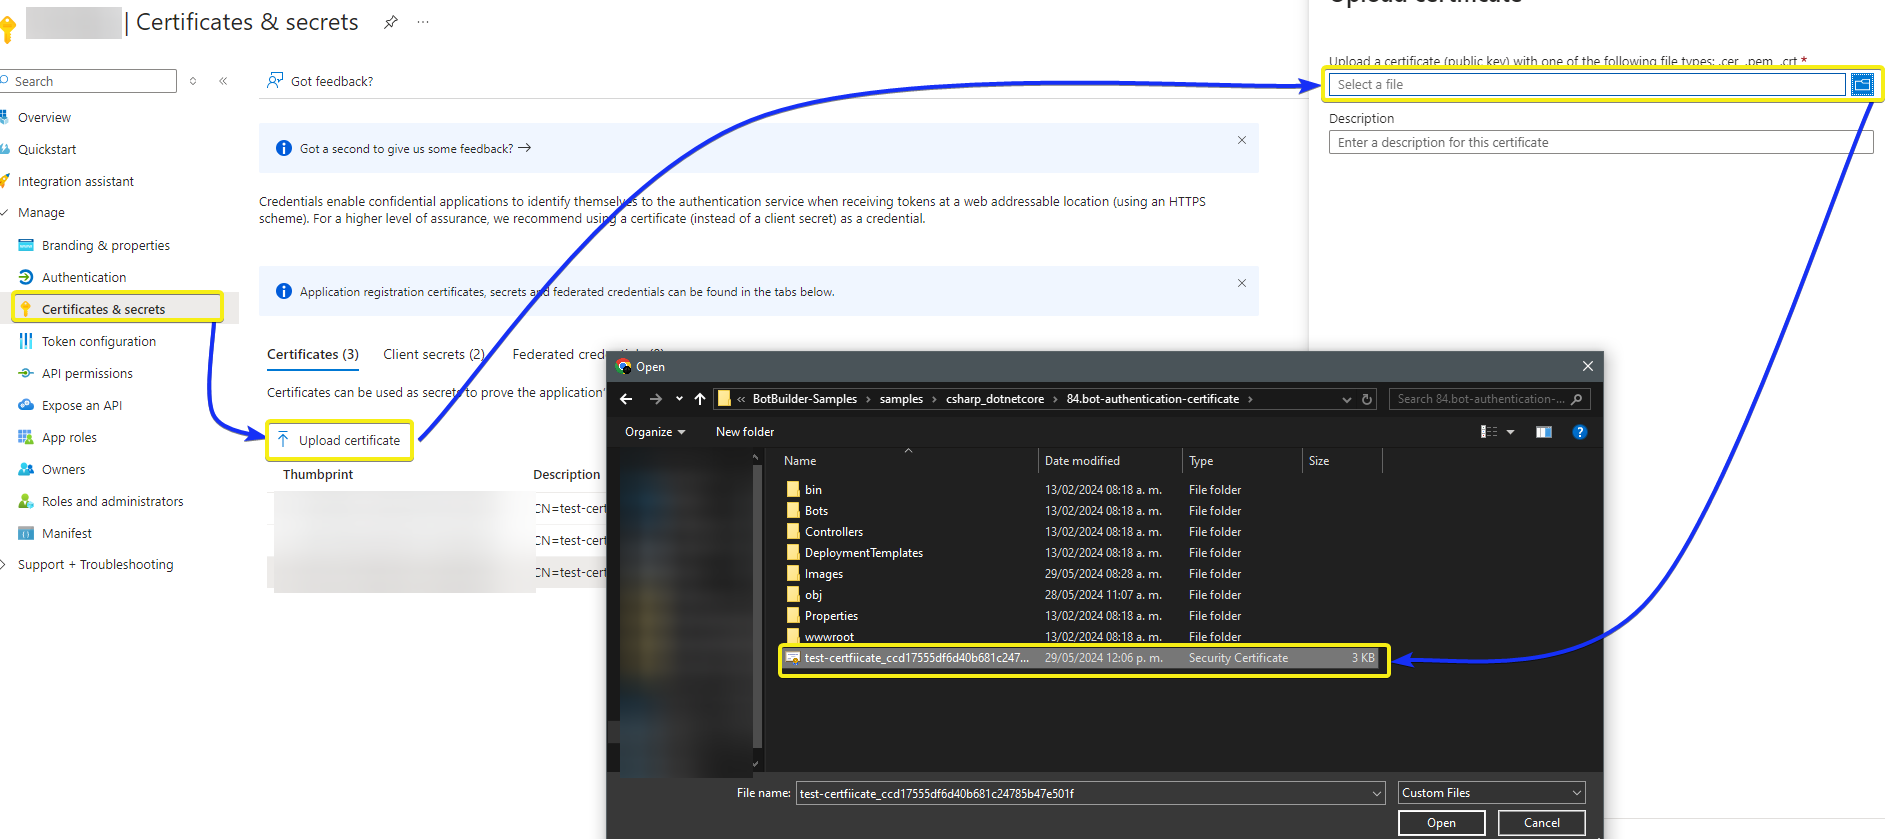 | Certificates & secrets
...
Search
Overview
Quickstart
Integration assistant
Manage
Branding & properties
Authentication
Certificates & secrets
Token configuration
API permissions
Expose an API
App roles
Owners
Roles and administrators
Manifest
Support + Troubleshooting
Got feedback?
Got a second to give us some feedback?
Credentials enable confidential applications to identify themselves to the authentication service when receiving tokens at a web addressable location (using an HTTPS
scheme). For a higher level of assurance, we recommend using a certificate (instead of a client secret) as a credential.
Application registration certificates, secrets and federated credentials can be found in the tabs below.
Certificates (3) Client secrets (2) Federated
Certificates can be used as secrets to prove the application'
Upload certificate
Thumbprint Description
CN=test-cert
CN=test-cert
CN=test-cert
Upload certificate
Upload a certificate (public key) with one of the following file types: .cer, .pem, .crt *
Select a file
Description
Enter a description for this certificate
Open
« BotBuilder-Samples > samples > csharp_dotnetcore > 84.bot-authentication-certificate >
Search 84.bot-authentication-...
Organize New folder
Name Date modified Type Size
bin 13/02/2024 08:18 a. m. File folder
Bots 13/02/2024 08:18 a. m. File folder
Controllers 13/02/2024 08:18 a. m. File folder
DeploymentTemplates 13/02/2024 08:18 a. m. File folder
Images 29/05/2024 08:28 a. m. File folder
obj 28/05/2024 11:07 a. m. File folder
Properties 13/02/2024 08:18 a. m. File folder
wwwroot 13/02/2024 08:18 a. m. File folder
test-certfiicate_ccd17555df6d40b681c247... 29/05/2024 12:06 p. m. Security Certificate 3 KB
File name: test-certfiicate_ccd17555df6d40b681c24785b47e501f
Custom Files
Open Cancel